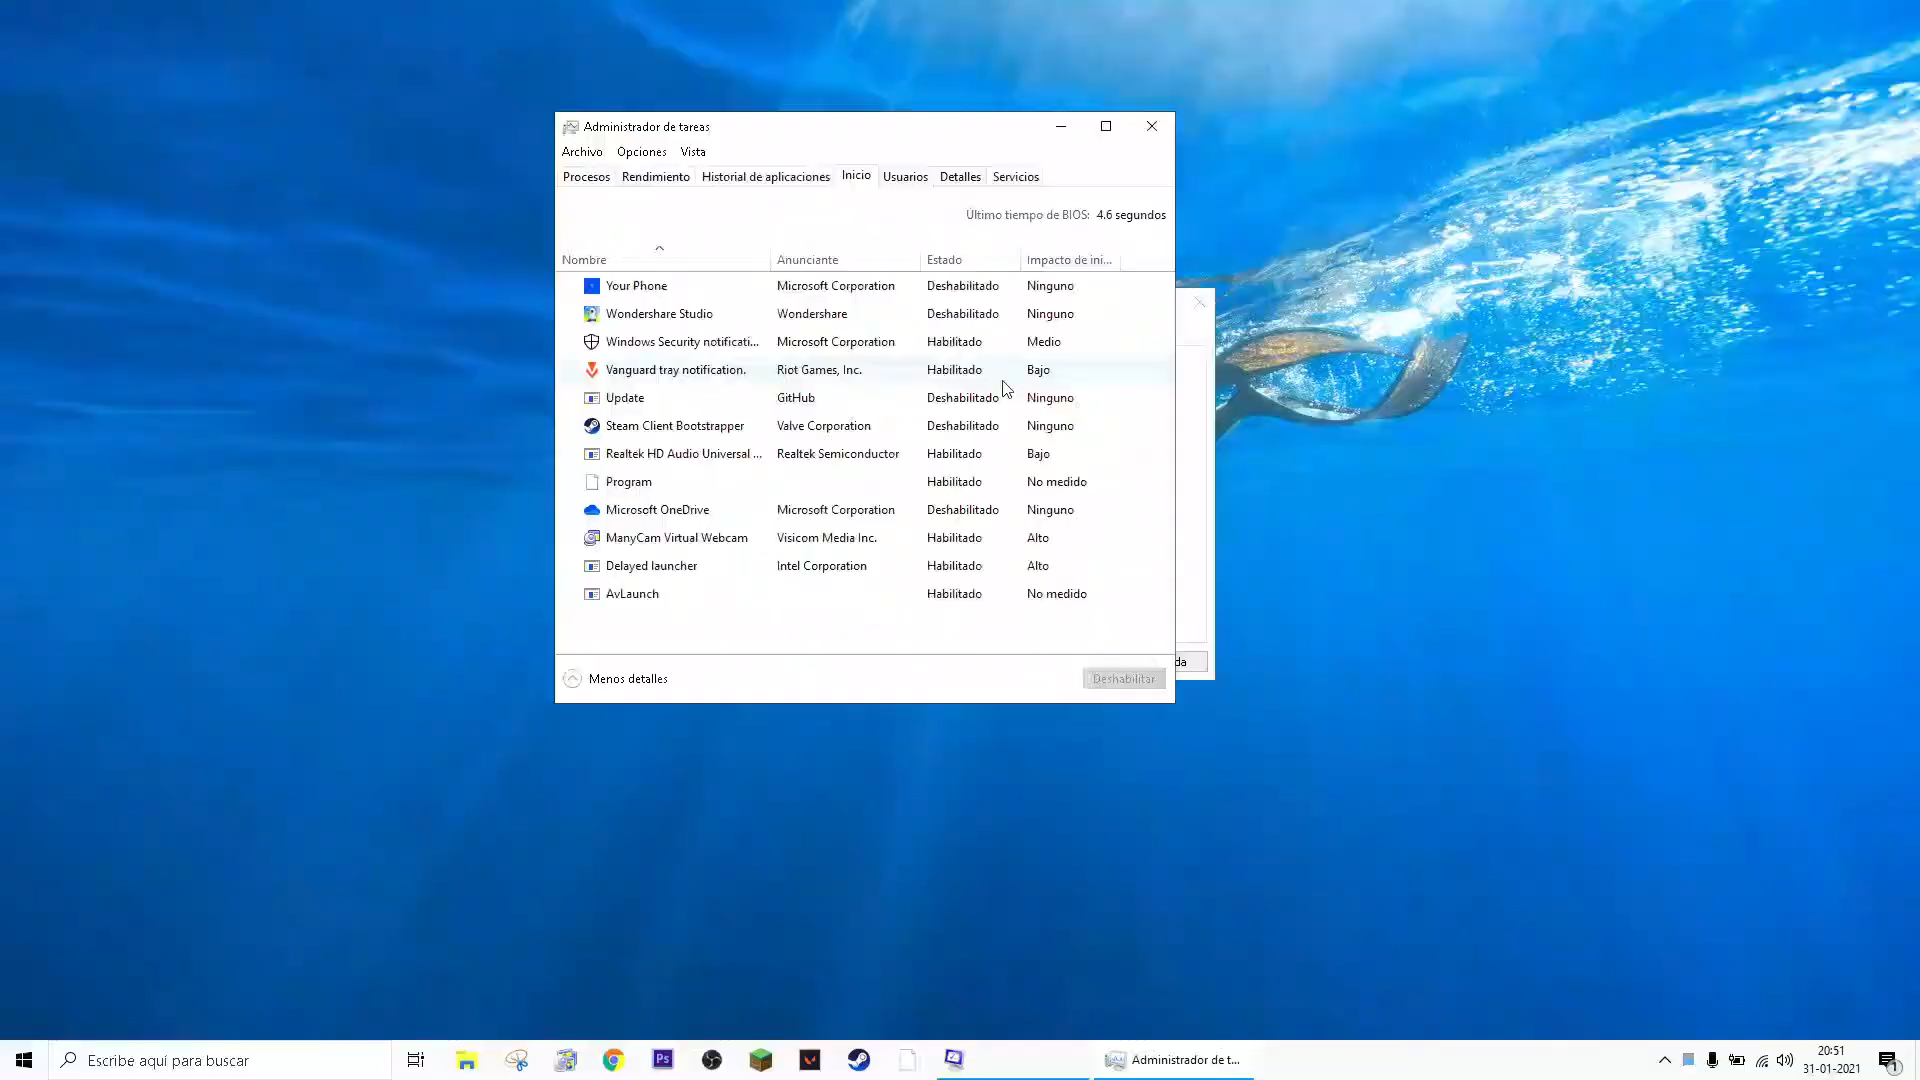 Administrador de tareas
Archivo Opciones Vista
Procesos Rendimiento Historial de aplicaciones Inicio Usuarios Detalles Servicios
Último tiempo de BIOS: 4.6 segundos
Nombre Anunciante Estado Impacto de ini...
Your Phone Microsoft Corporation Deshabilitado Ninguno
Wondershare Studio Wondershare Deshabilitado Ninguno
Windows Security notificati... Microsoft Corporation Habilitado Medio
Vanguard tray notification. Riot Games, Inc. Habilitado Bajo
Update GitHub Deshabilitado Ninguno
Steam Client Bootstrapper Valve Corporation Deshabilitado Ninguno
Realtek HD Audio Universal ... Realtek Semiconductor Habilitado Bajo
Program Habilitado No medido
Microsoft OneDrive Microsoft Corporation Deshabilitado Ninguno
ManyCam Virtual Webcam Visicom Media Inc. Habilitado Alto
Delayed launcher Intel Corporation Habilitado Alto
AvLaunch Habilitado No medido
da
Menos detalles Deshabilitar
Escribe aquí para buscar
Ps
Administrador de t...
20:51
31-01-2021
1